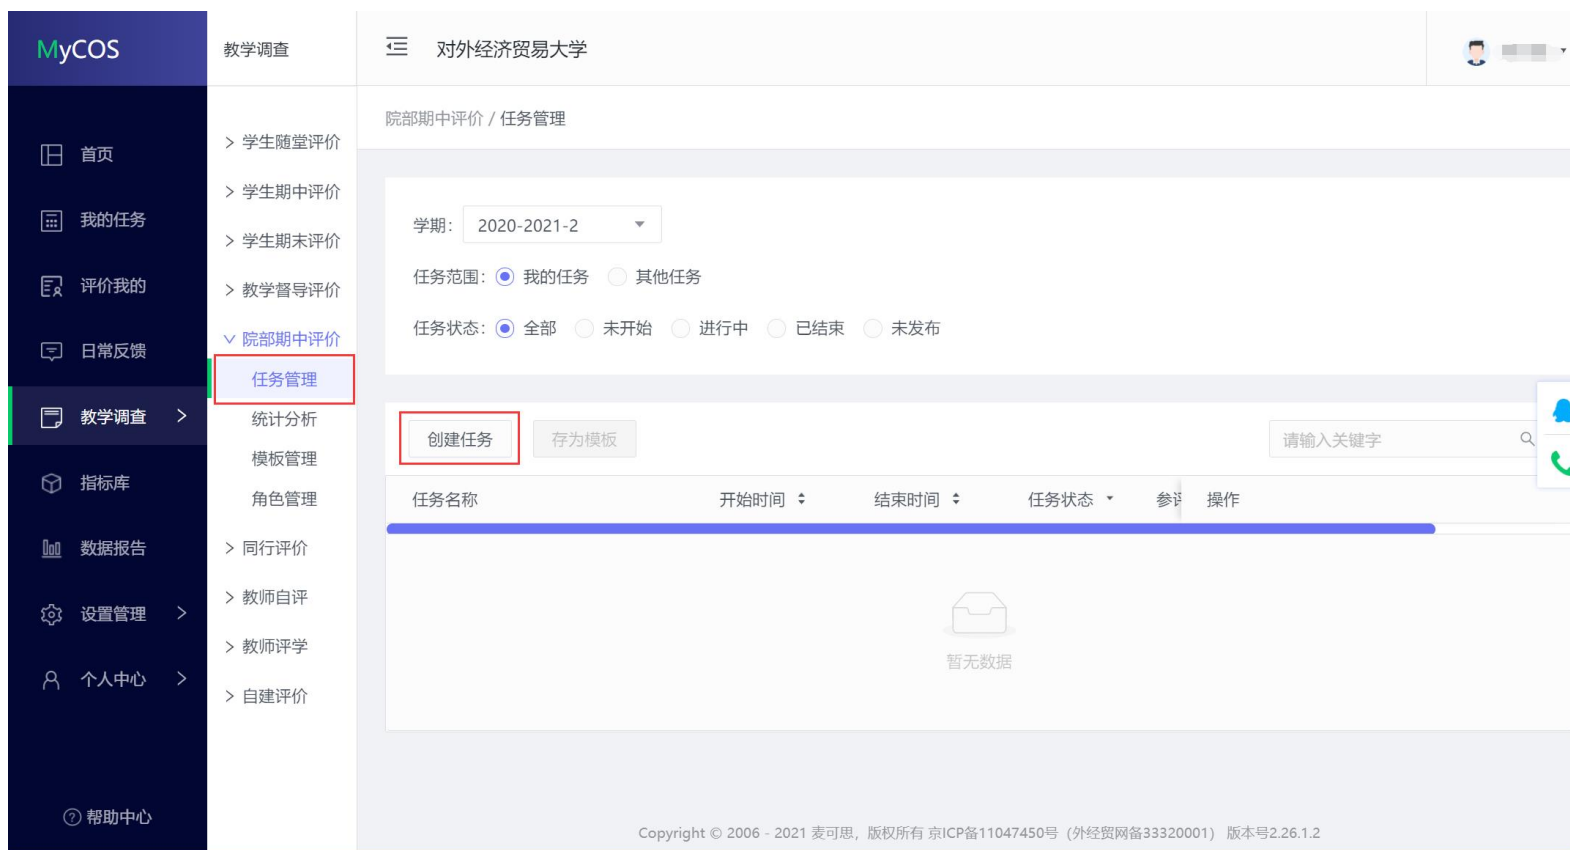 MyCOS
首页
我的任务
评价我的
日常反馈
教学调查 >
指标库
数据报告
设置管理 >
个人中心 >
? 帮助中心
教学调查
> 学生随堂评价
> 学生期中评价
> 学生期末评价
> 教学督导评价
∨ 院部期中评价
任务管理
统计分析
模板管理
角色管理
> 同行评价
> 教师自评
> 教师评学
> 自建评价
对外经济贸易大学
院部期中评价 / 任务管理
学期： 2020-2021-2
任务范围： 我的任务 其他任务
任务状态： 全部 未开始 进行中 已结束 未发布
创建任务 存为模板 请输入关键字
任务名称 开始时间 结束时间 任务状态 参 操作
暂无数据
Copyright © 2006 - 2021 麦可思，版权所有 京ICP备11047450号（外经贸网备33320001） 版本号2.26.1.2